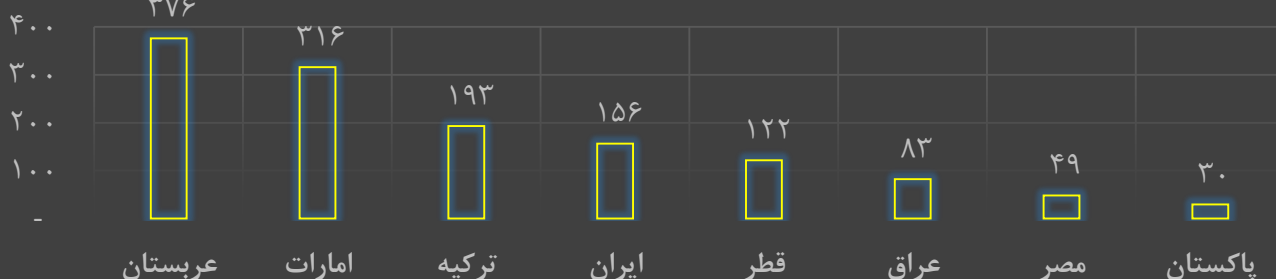 ۳۷۶
۳۱۶
۱۹۳
۱۵۶
۱۲۲
۸۳
۴۹
۳۰
۴۰۰
۳۰۰
۲۰۰
۱۰۰
-
عربستان
امارات
ترکیه
ایران
قطر
عراق
مصر
پاکستان